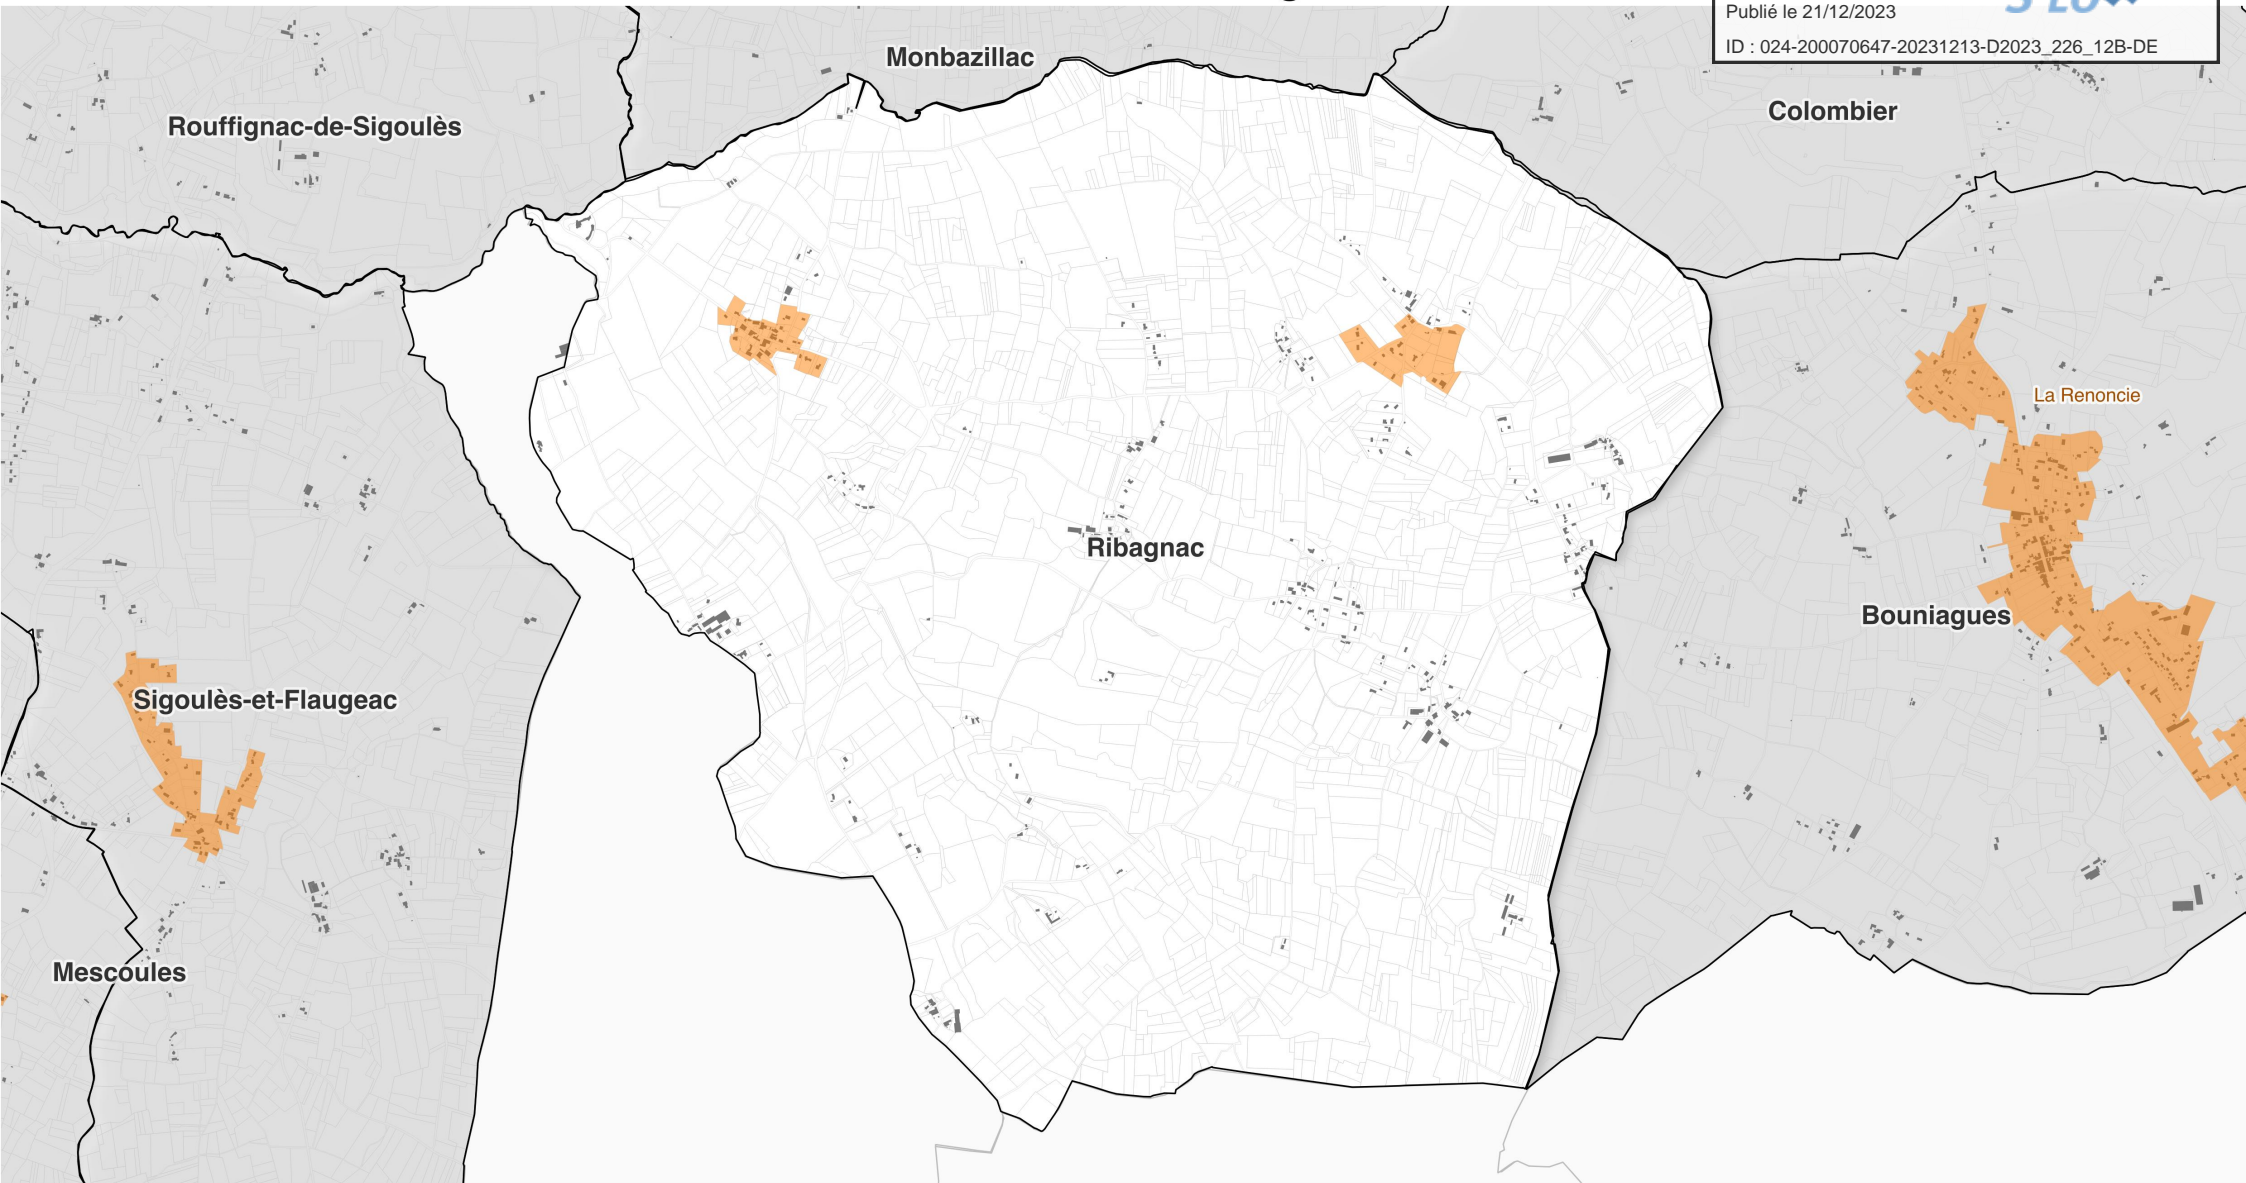 Publié le 21/12/2023
ID : 024-200070647-20231213-D2023_226_12B-DE
Monbazillac
Rouffignac-de-Sigoulès
Colombier
La Renoncie
Ribagnac
Bouniagues
Sigoulès-et-Flaugeac
Mescoules